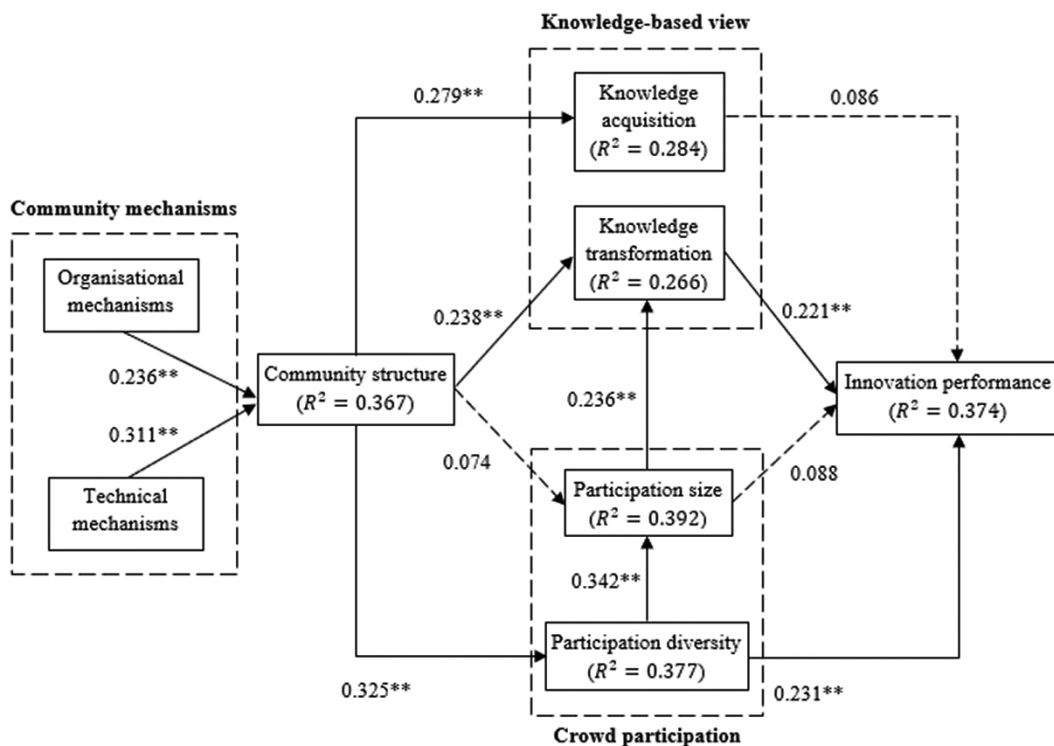 Knowledge-based view
0.279**
Knowledge
acquisition
(R² = 0.284)
0.086
Community mechanisms
Organisational
mechanisms
Knowledge
transformation
(R² = 0.266)
0.238**
0.221**
0.236**
Community structure
(R² = 0.367)
Innovation performance
(R² = 0.374)
0.311**
0.236**
0.074
0.088
Technical
mechanisms
Participation size
(R² = 0.392)
0.342**
Participation diversity
(R² = 0.377)
0.325**
0.231**
Crowd participation